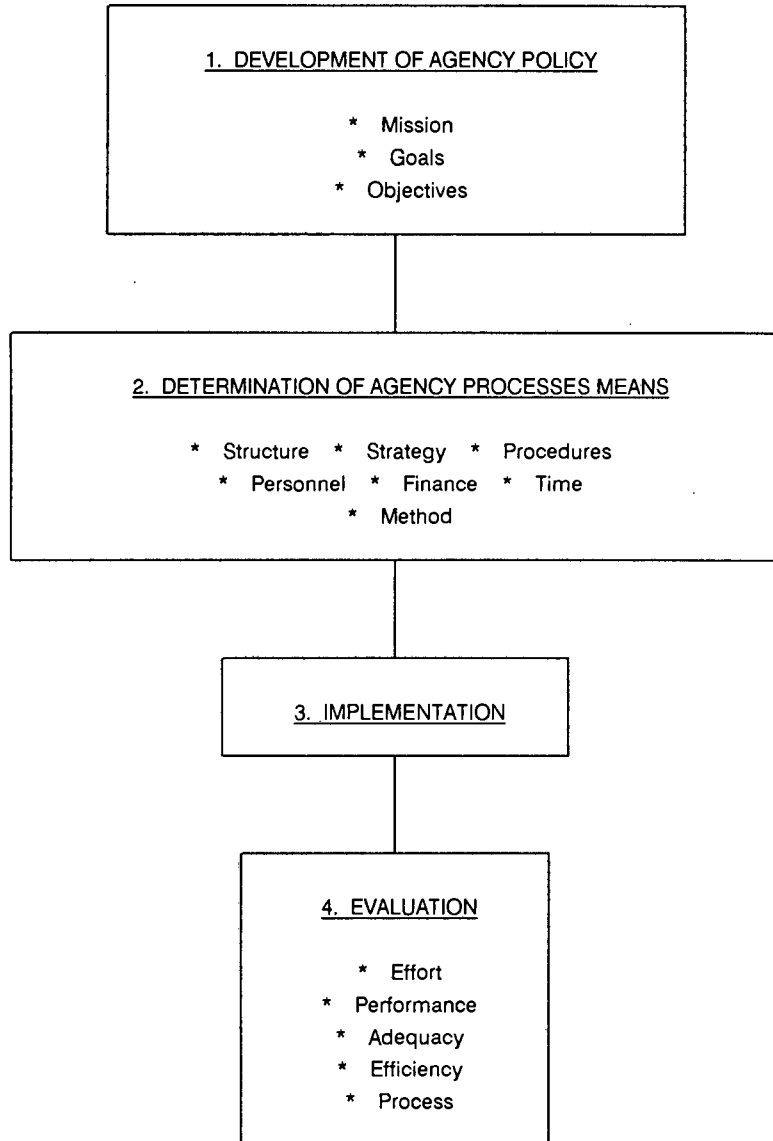 1. DEVELOPMENT OF AGENCY POLICY
* Mission
* Goals
* Objectives
2. DETERMINATION OF AGENCY PROCESSES MEANS
* Structure * Strategy * Procedures
* Personnel * Finance * Time
* Method
3. IMPLEMENTATION
4. EVALUATION
* Effort
* Performance
* Adequacy
* Efficiency
* Process